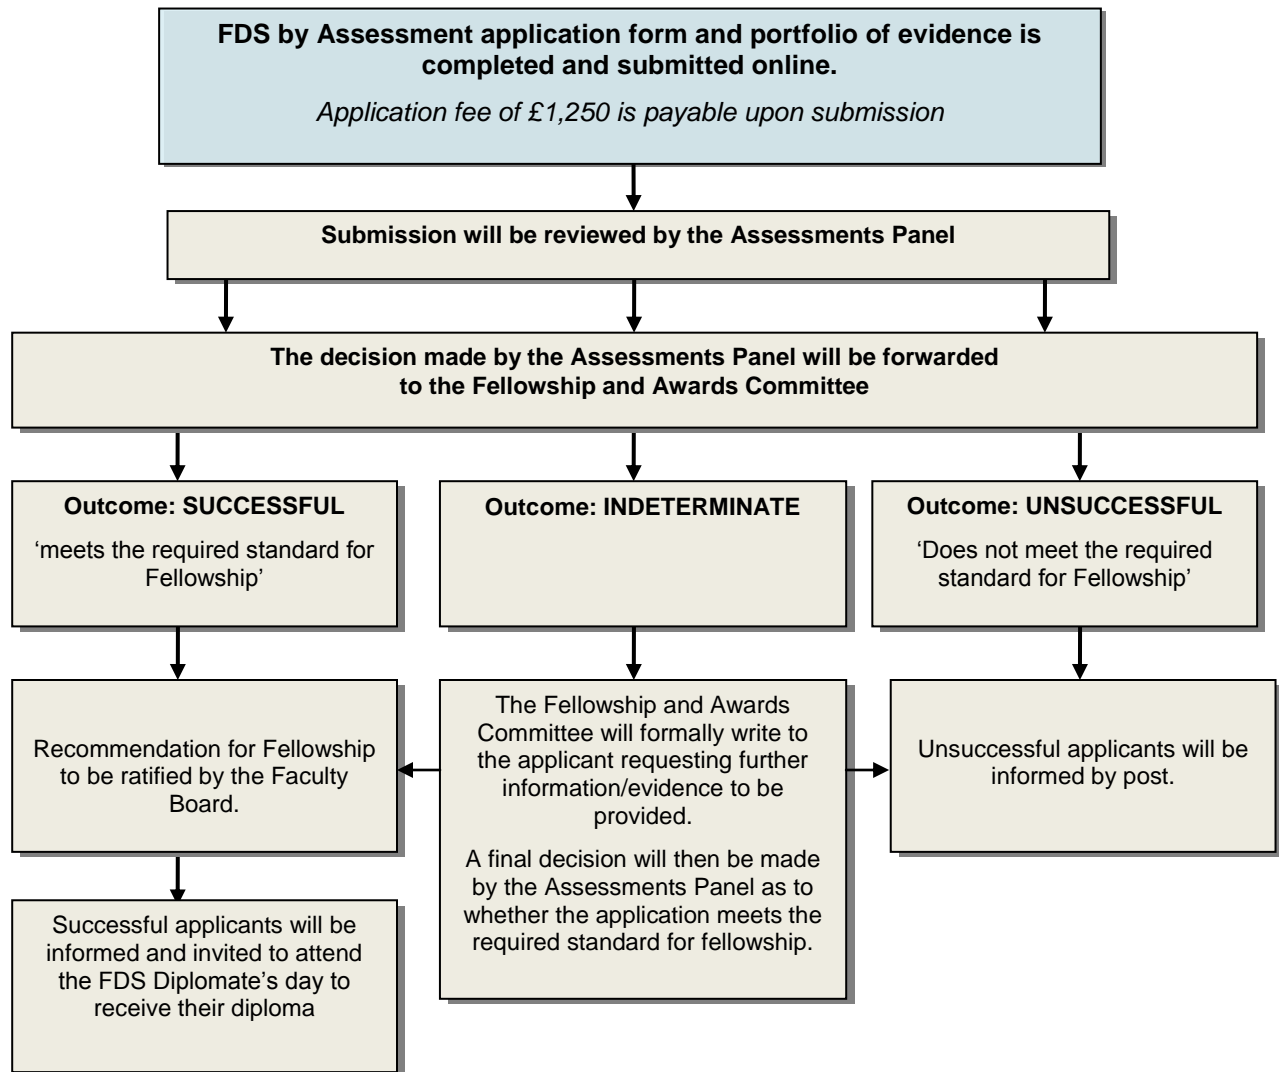 FDS by Assessment application form and portfolio of evidence is
completed and submitted online.
Application fee of £1,250 is payable upon submission
Submission will be reviewed by the Assessments Panel
The decision made by the Assessments Panel will be forwarded
to the Fellowship and Awards Committee
Outcome: SUCCESSFUL
‘meets the required standard for
Fellowship’
Outcome: INDETERMINATE
Outcome: UNSUCCESSFUL
‘Does not meet the required
standard for Fellowship’
Recommendation for Fellowship
to be ratified by the Faculty
Board.
The Fellowship and Awards
Committee will formally write to
the applicant requesting further
information/evidence to be
provided.
A final decision will then be made
by the Assessments Panel as to
whether the application meets the
required standard for fellowship.
Unsuccessful applicants will be
informed by post.
Successful applicants will be
informed and invited to attend
the FDS Diplomate’s day to
receive their diploma